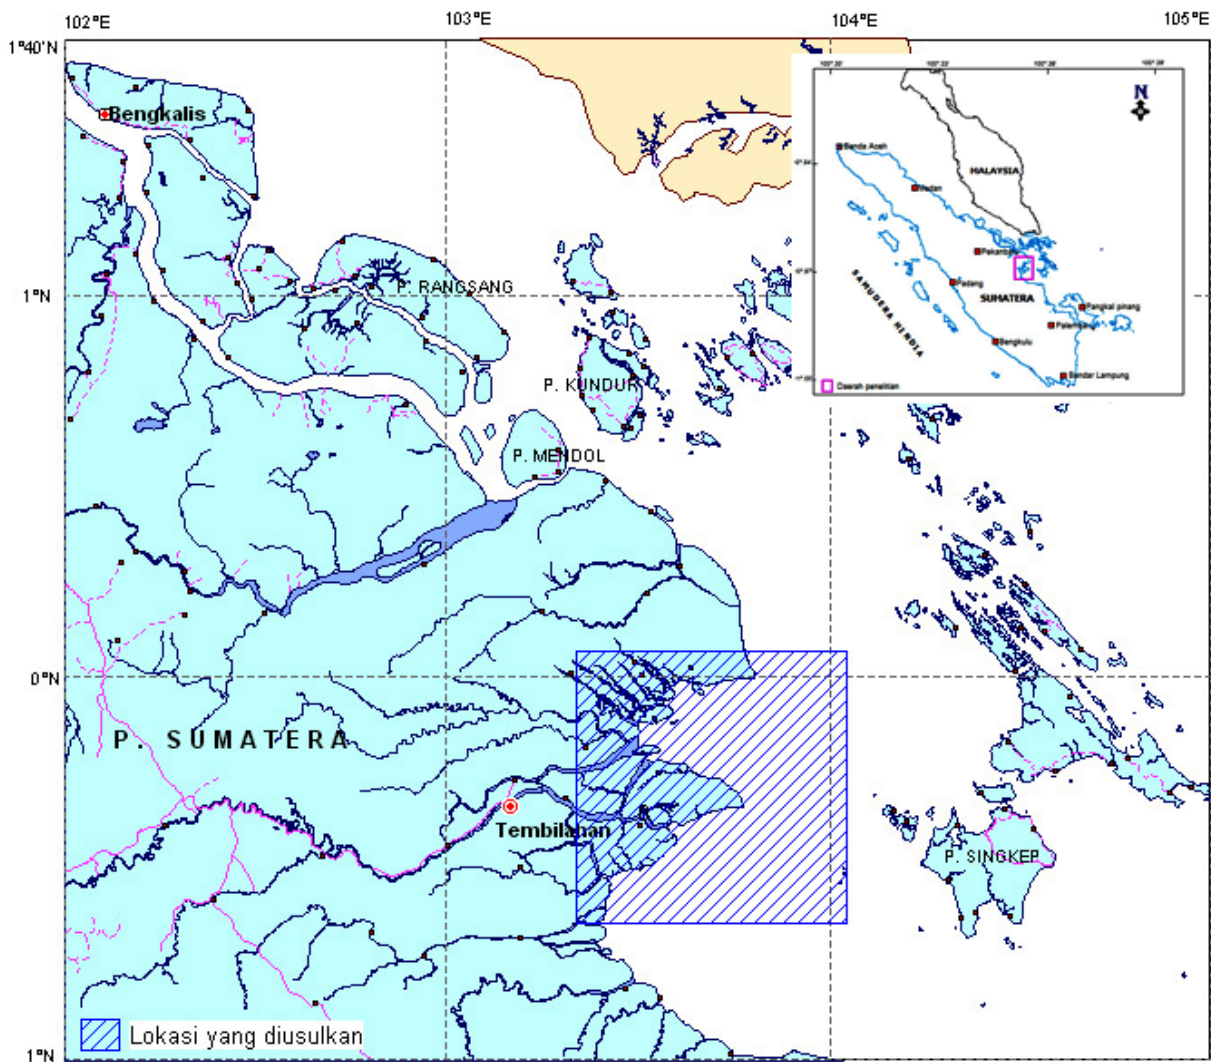 102°E
103°E
104°E
105°E
1°40'N
Bengkalis
N
Banda Aceh
MALAYSIA
Medan
Pekanbaru
Padang
SUMATERA
Pangkal pinang
Palembang
SAMUDERA HINDIA
Bengkulu
Bandar Lampung
Daerah penelitian
P. RANGSANG
1°N
P. KUNDUR
P. MENDOL
0°N
P. SUMATERA
Tembilahan
P. SINGKEP
Lokasi yang diusulkan
1°N